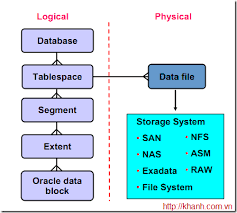 Logical
Physical
Database
Tablespace
Data file
Segment
Extent
Oracle data
block
Storage System
• SAN
• NFS
• NAS
• ASM
• Exadata
• RAW
• File System
http://khanh.com.vn